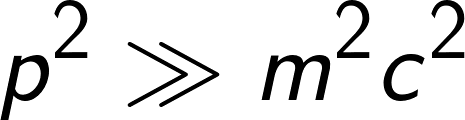 p² ≫ m²c²